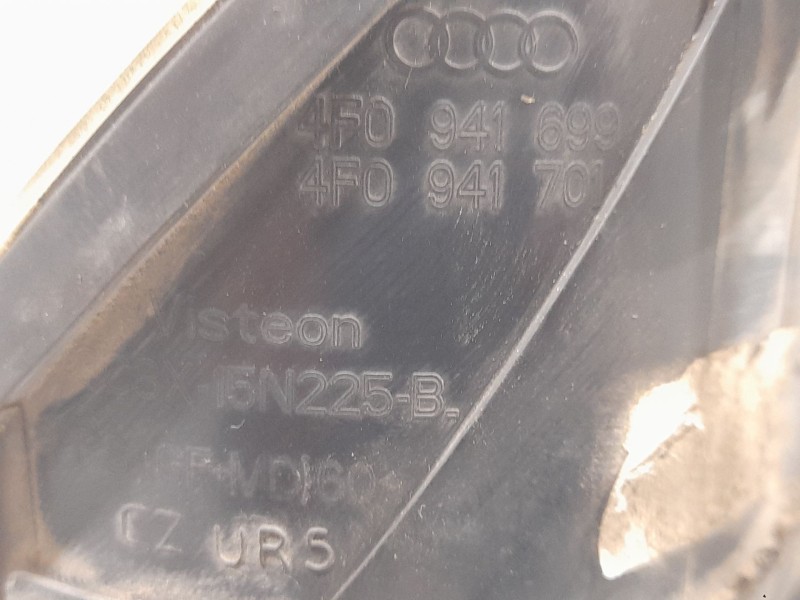 4F0 941 699
4F0 941 701
Visteon
-15N225-B
CZ UR5